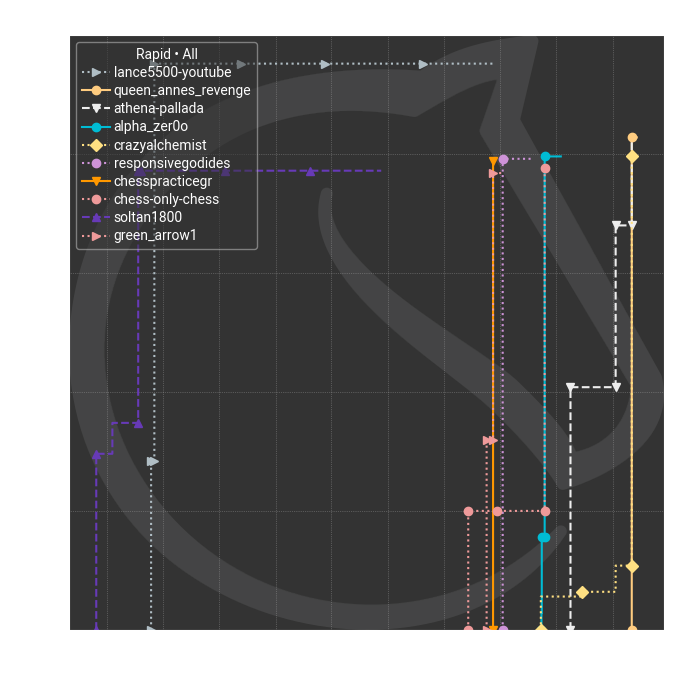 Rapid • All
lance5500-youtube
queen_annes_revenge
athena-pallada
alpha_zer0o
crazyalchemist
responsivegodides
chesspracticegr
chess-only-chess
soltan1800
green_arrow1